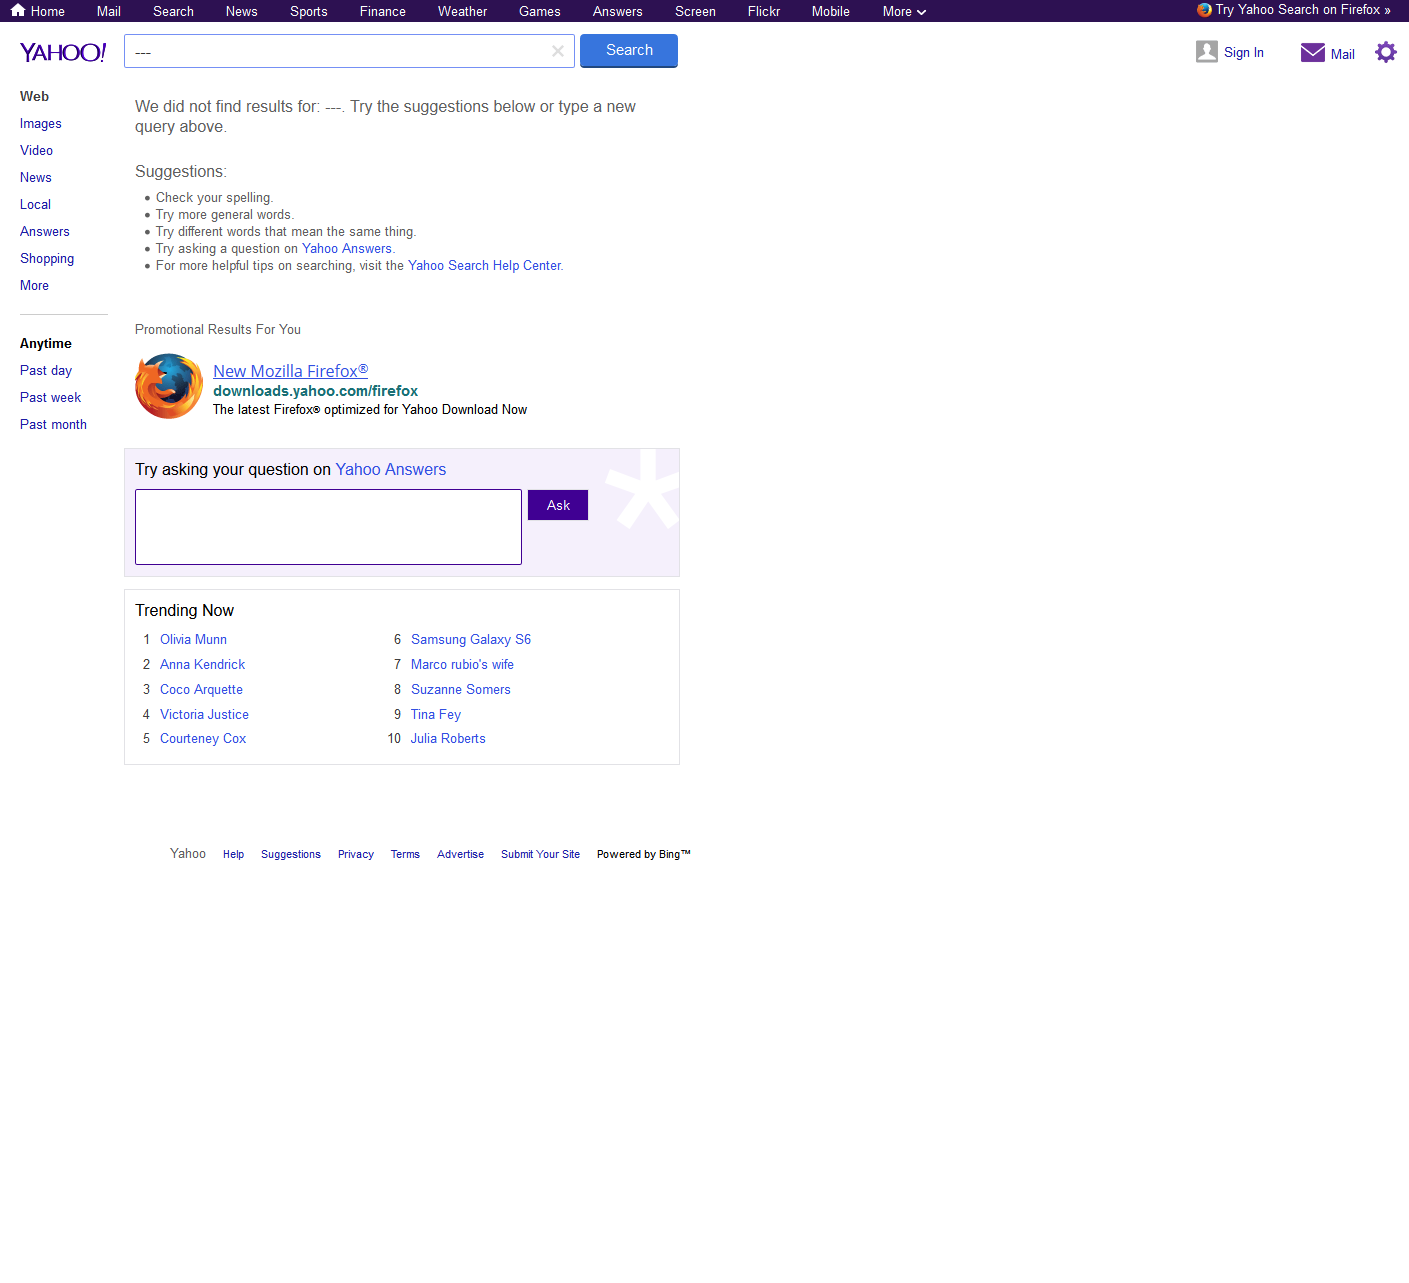 Home Mail Search News Sports Finance Weather Games Answers Screen Flickr Mobile More Try Yahoo Search on Firefox »
YAHOO! --- Search Sign In Mail
Web
Images
Video
News
Local
Answers
Shopping
More
Anytime
Past day
Past week
Past month
We did not find results for: ---. Try the suggestions below or type a new
query above.
Suggestions:
• Check your spelling.
• Try more general words.
• Try different words that mean the same thing.
• Try asking a question on Yahoo Answers.
• For more helpful tips on searching, visit the Yahoo Search Help Center.
Promotional Results For You
New Mozilla Firefox®
downloads.yahoo.com/firefox
The latest Firefox® optimized for Yahoo Download Now
Try asking your question on Yahoo Answers
Ask
Trending Now
1 Olivia Munn
2 Anna Kendrick
3 Coco Arquette
4 Victoria Justice
5 Courteney Cox
6 Samsung Galaxy S6
7 Marco rubio's wife
8 Suzanne Somers
9 Tina Fey
10 Julia Roberts
Yahoo Help Suggestions Privacy Terms Advertise Submit Your Site Powered by Bing™